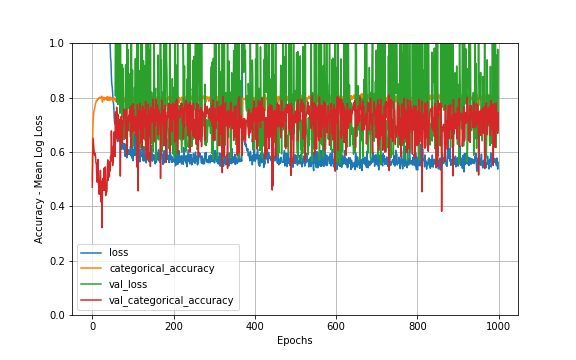 1.0
0.8
0.6
0.4
0.2
0.0
Accuracy - Mean Log Loss
loss
categorical_accuracy
val_loss
val_categorical_accuracy
0
200
400
600
800
1000
Epochs